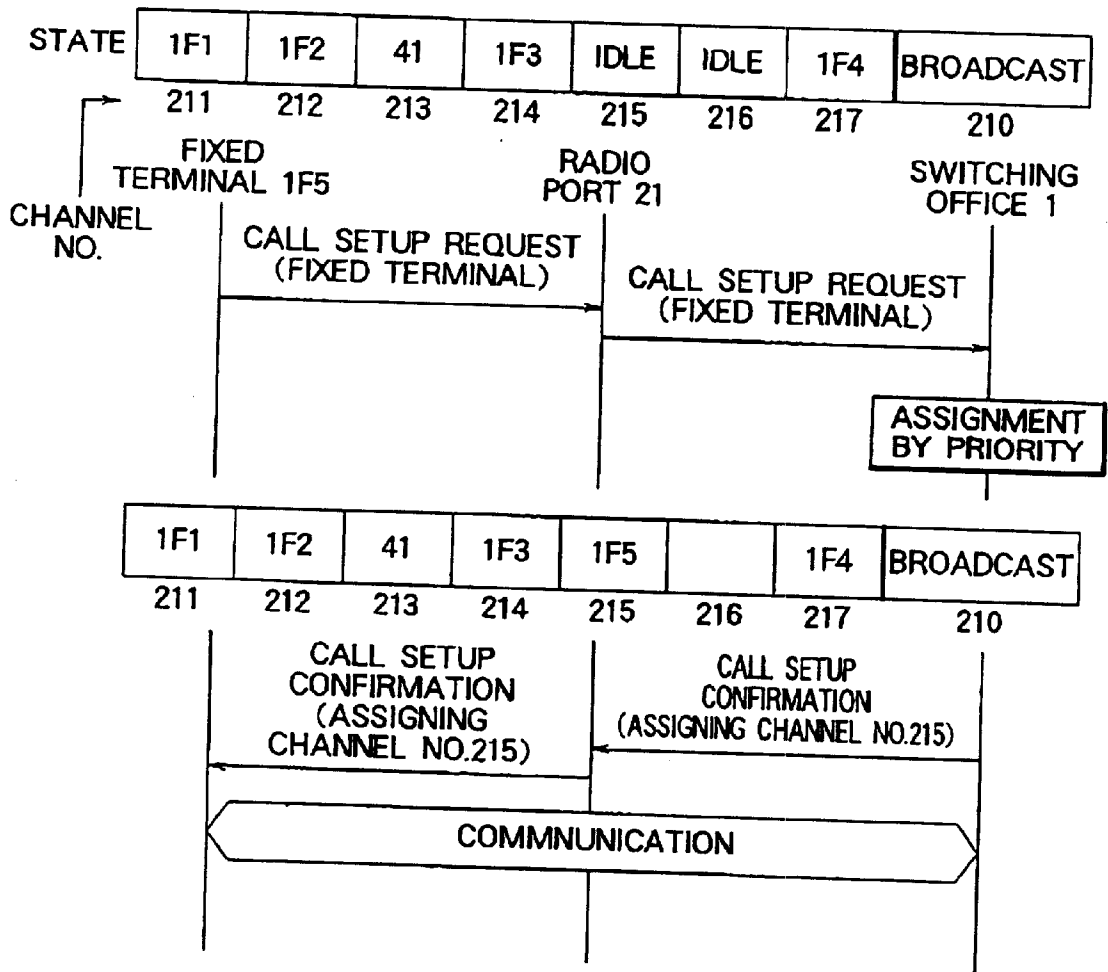 STATE 1F1 1F2 41 1F3 IDLE IDLE 1F4 BROADCAST
211 212 213 214 215 216 217 210
CHANNEL
NO.
FIXED
TERMINAL 1F5
RADIO
PORT 21
SWITCHING
OFFICE 1
CALL SETUP REQUEST
(FIXED TERMINAL)
CALL SETUP REQUEST
(FIXED TERMINAL)
ASSIGNMENT
BY PRIORITY
1F1 1F2 41 1F3 1F5 1F4 BROADCAST
211 212 213 214 215 216 217 210
CALL SETUP
CONFIRMATION
(ASSIGNING CHANNEL NO.215)
CALL SETUP
CONFIRMATION
(ASSIGNING
CHANNEL NO.215)
COMMNUNICATION